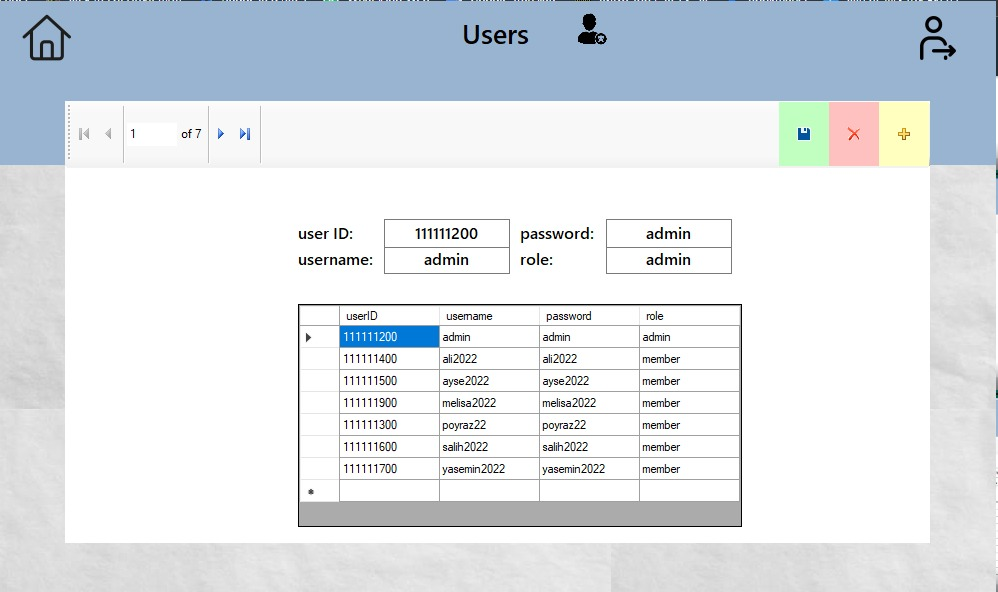 Users
1 of 7
user ID: 111111200 password: admin
username: admin role: admin
userID username password role
111111200 admin admin admin
111111400 ali2022 ali2022 member
111111500 ayse2022 ayse2022 member
111111900 melisa2022 melisa2022 member
111111300 poyraz22 poyraz22 member
111111600 salih2022 salih2022 member
111111700 yasemin2022 yasemin2022 member